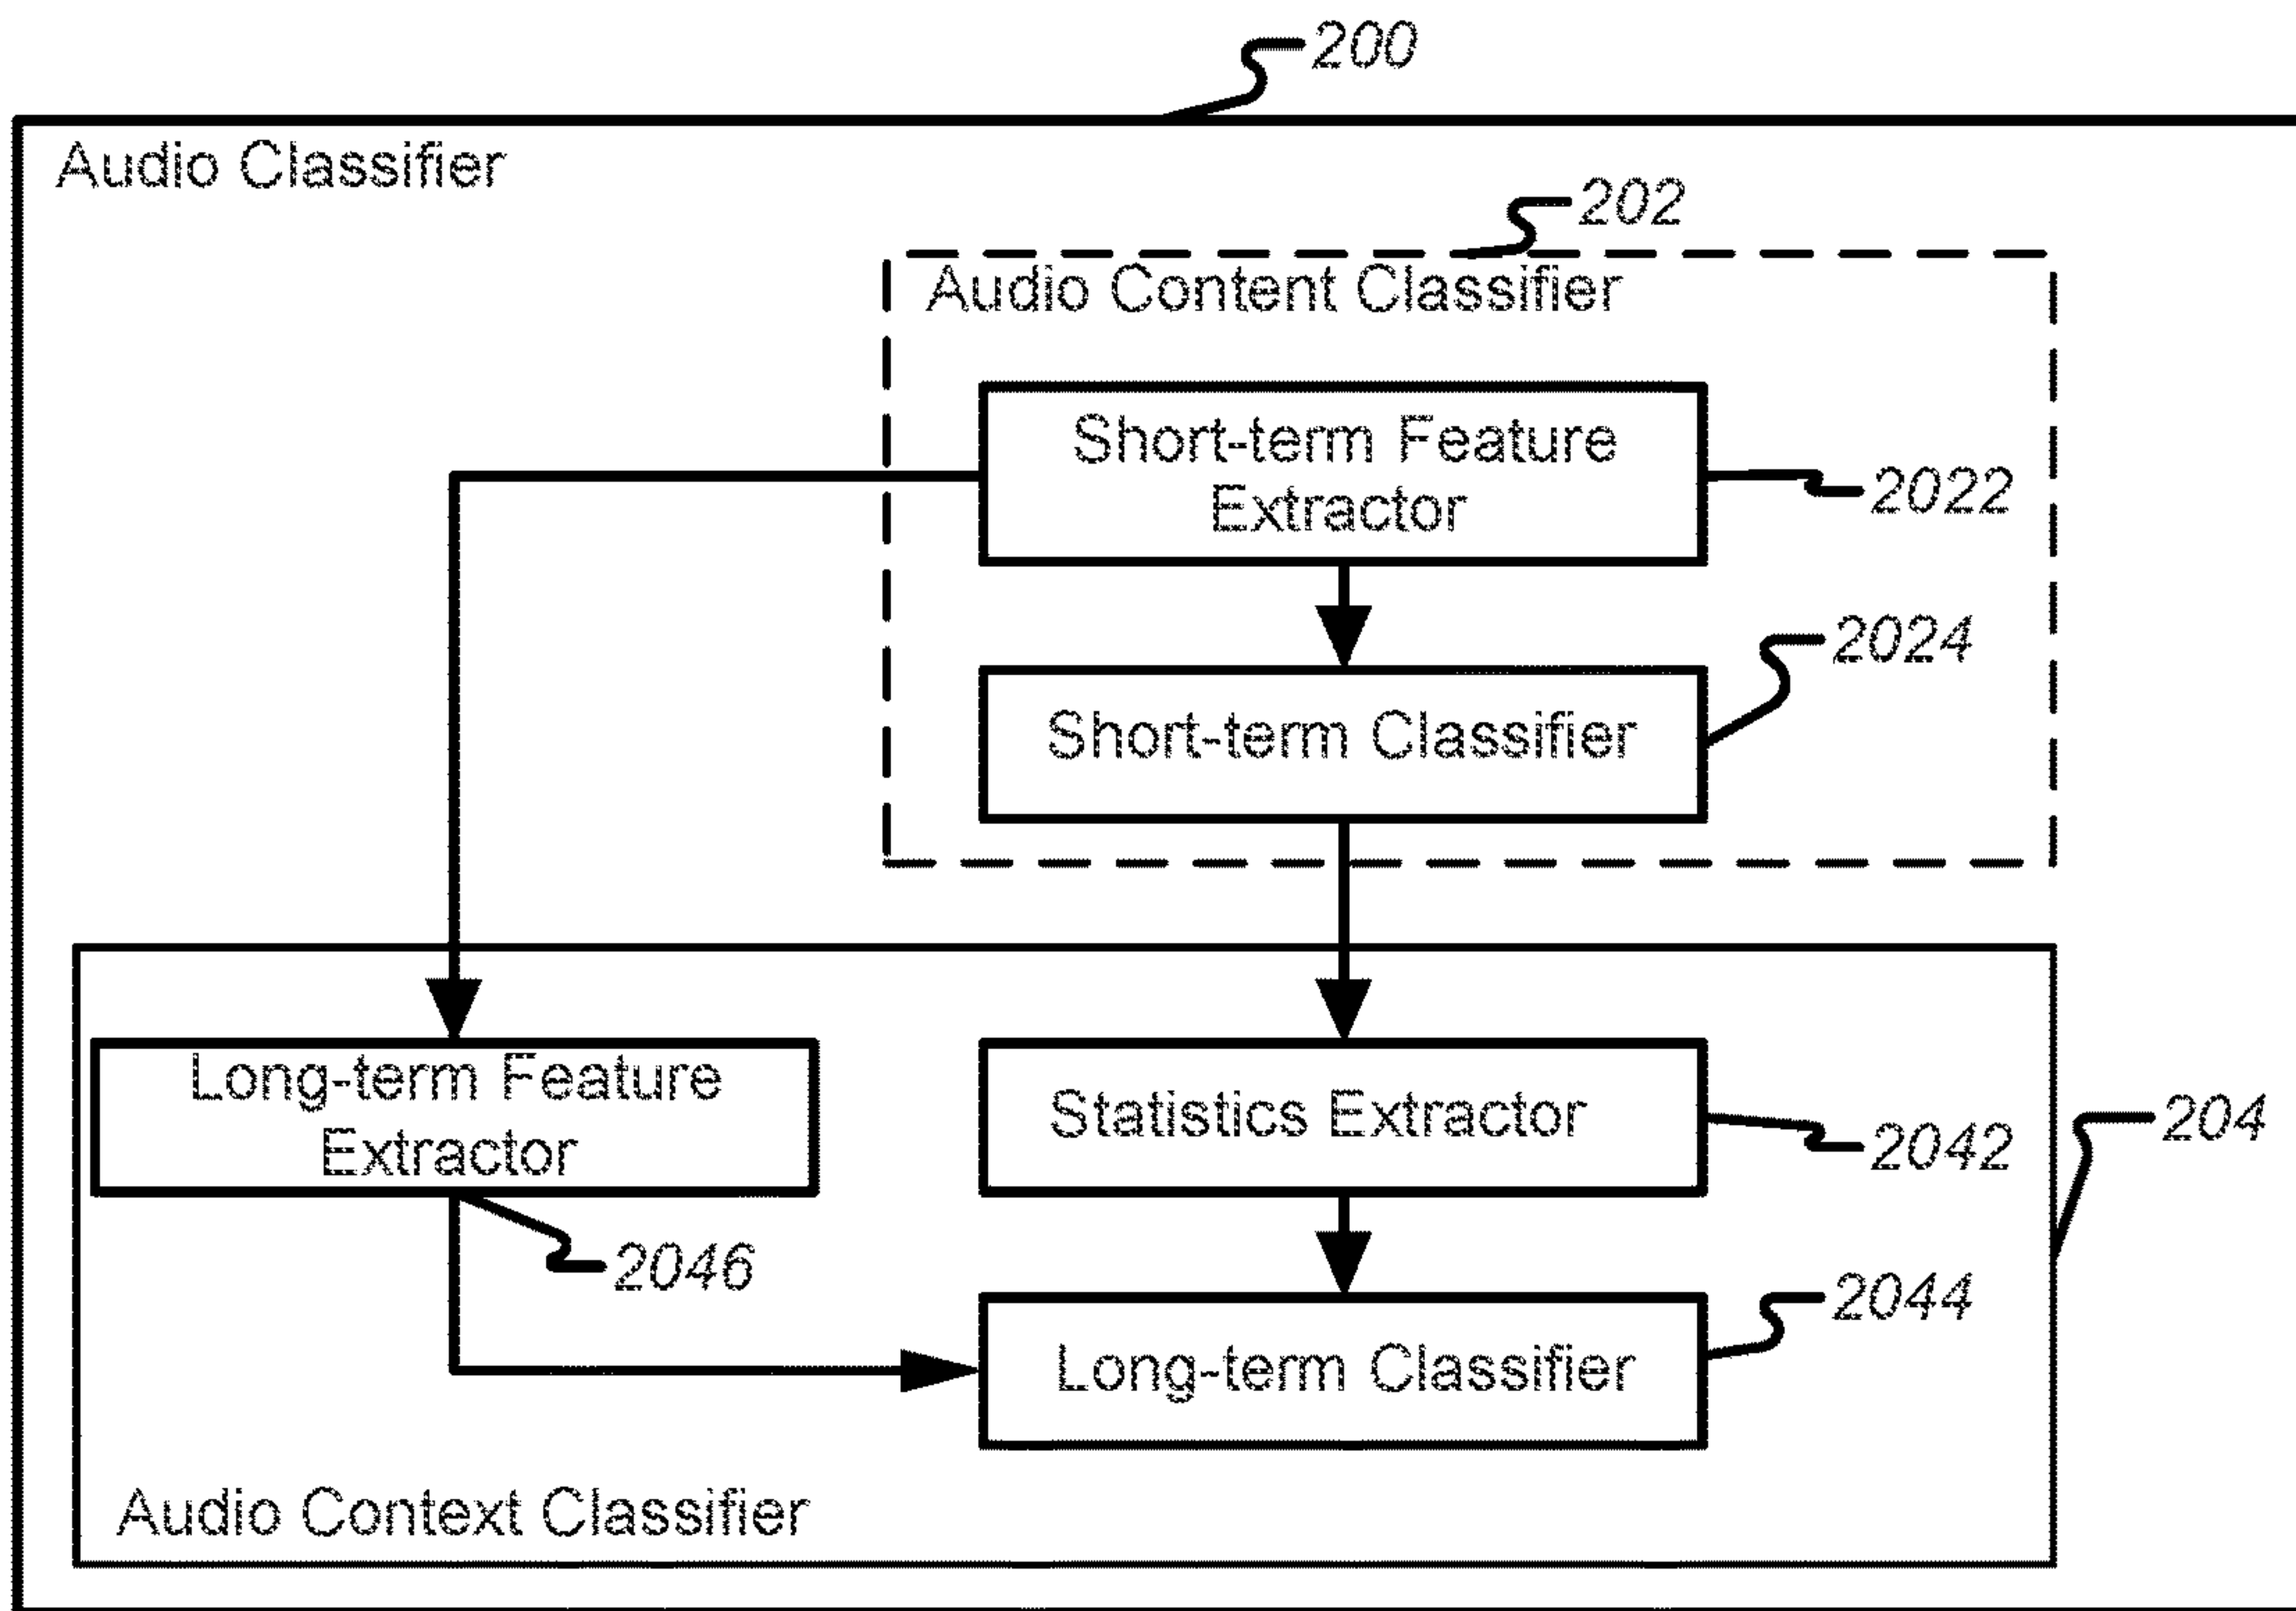 200
Audio Classifier
202
Audio Content Classifier
Short-term Feature
Extractor
2022
2024
Short-term Classifier
Long-term Feature
Extractor
Statistics Extractor
2042
204
2046
2044
Long-term Classifier
Audio Context Classifier